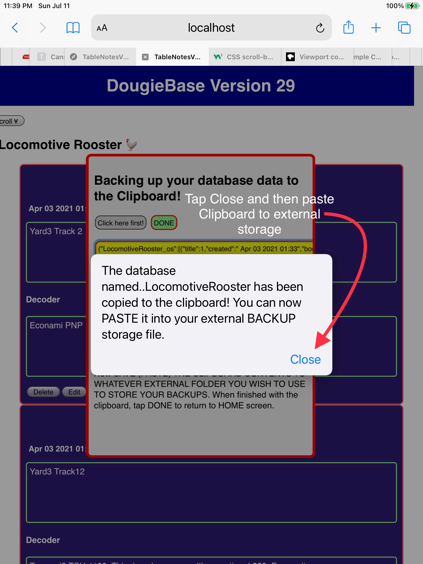 11:39 PM Sun Jul 11
100%
AA
localhost
Can
TableNotesV...
TableNotesV...
CSS scroll-b...
Viewport co...
mple C...
DougieBase Version 29
croll
Locomotive Rooster
Backing up your database data to
the Clipboard!
Tap Close and then paste
Clipboard to external
storage
Click here first!
DONE
Apr 03 2021 01
{"LocomotiveRooster_os":[{"title":1,"created":" Apr 03 2021 01:33","bo
Yard3 Track 2
The database
named..LocomotiveRooster has been
copied to the clipboard! You can now
PASTE it into your external BACKUP
storage file.
Close
Decoder
Econami PNP
WHATEVER EXTERNAL FOLDER YOU WISH TO USE
TO STORE YOUR BACKUPS. When finished with the
clipboard, tap DONE to return to HOME screen.
Delete
Edit
Apr 03 2021 01
Yard3 Track12
Decoder